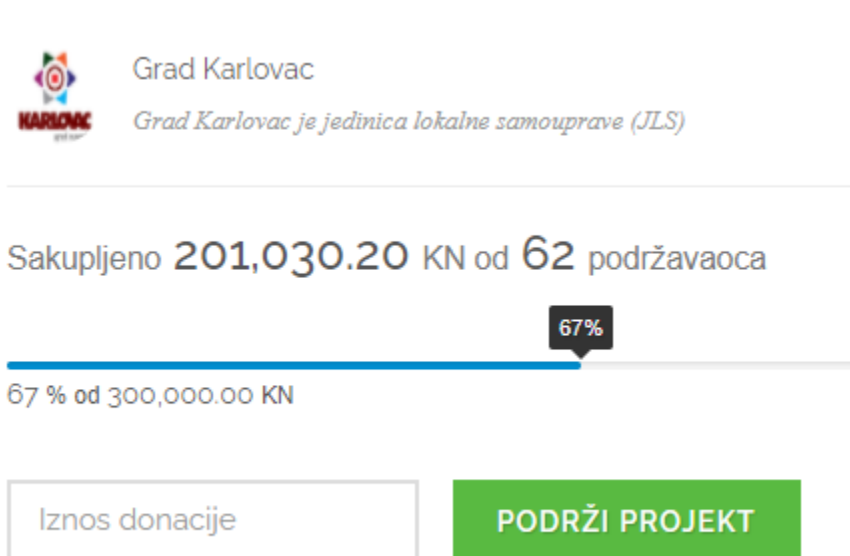 Grad Karlovac
KARLOVAC
Grad Karlovac je jedinica lokalne samouprave (JLS)
Sakupljeno 201,030.20 KN od 62 podržavaoca
67%
67 % od 300,000.00 KN
Iznos donacije
PODRŽI PROJEKT